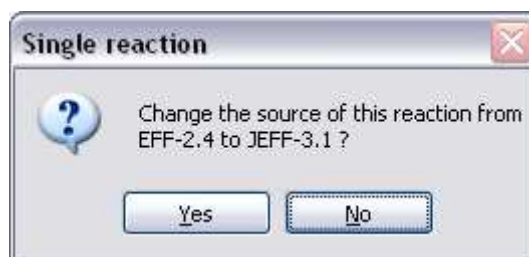 Single reaction
Change the source of this reaction from
EFF-2.4 to JEFF-3.1 ?
Yes
No